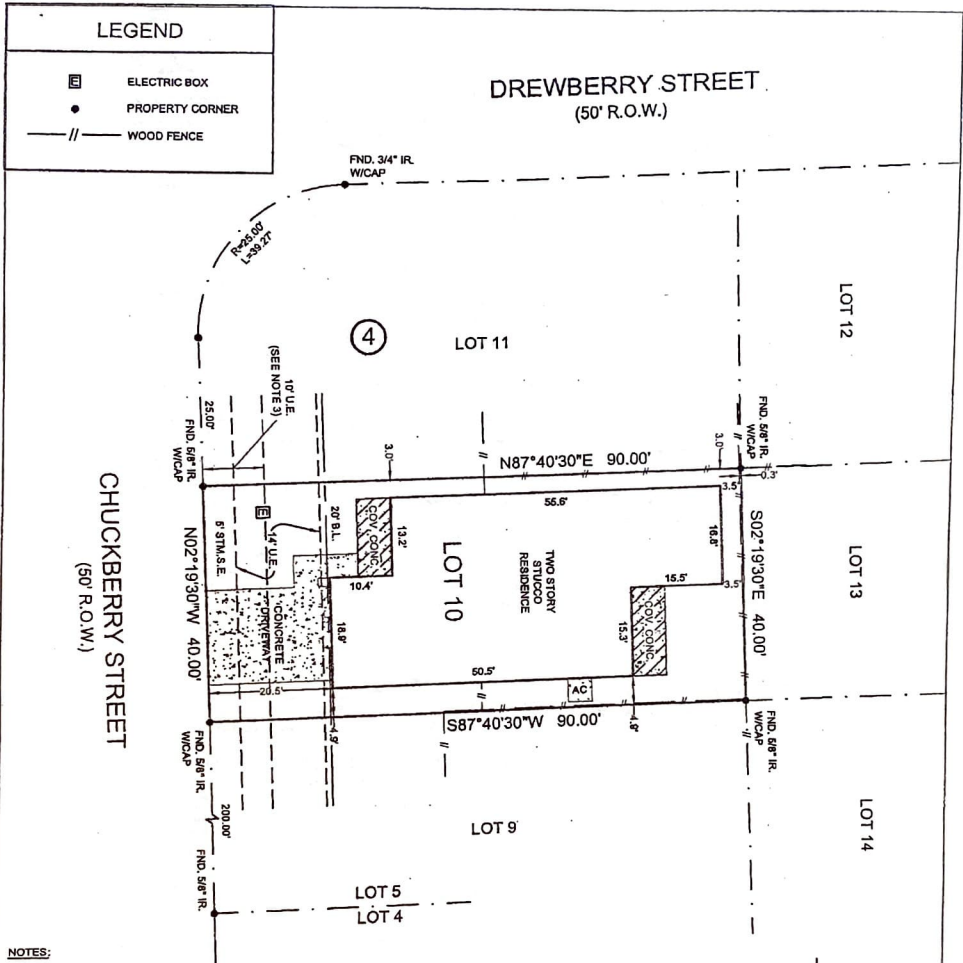 LEGEND
E ELECTRIC BOX
PROPERTY CORNER
// WOOD FENCE
DREWBERRY STREET
(50' R.O.W.)
FND. 3/4" IR.
W/CAP
R=25.00'
L=39.27'
4
LOT 11
LOT 12
10' U.E.
(SEE NOTE 3)
25.00'
FND. 5/8" IR.
W/CAP
3.0'
N87°40'30"E 90.00'
3.0'
FND. 5/8" IR.
W/CAP
0.3'
3.5'
CHUCKBERRY STREET
(50' R.O.W.)
N02°19'30"W 40.00'
5' STM.S.E.
E
14' U.E.
20' B.L.
COV. CONC.
13.2'
55.6'
16.8'
10.4'
LOT 10
TWO STORY
STUCCO
RESIDENCE
15.5'
3.5'
S02°19'30"E 40.00'
LOT 13
CONCRETE
DRIVEWAY
18.9'
15.3'
COV. CONC.
20.5'
50.5'
AC
4.9'
S87°40'30"W 90.00'
4.9'
FND. 5/8" IR.
W/CAP
FND. 5/8" IR.
W/CAP
200.00'
FND. 5/8" IR.
LOT 9
LOT 14
LOT 5
LOT 4
NOTES: